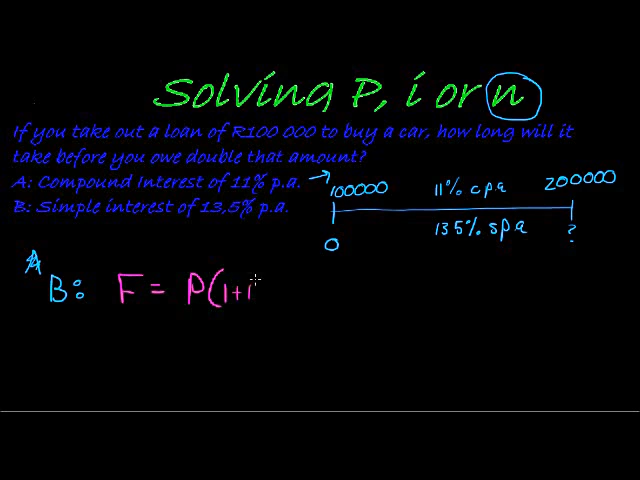 Solving P, i or n
If you take out a loan of R100 000 to buy a car, how long will it
take before you owe double that amount?
A: Compound Interest of 11% p.a.
B: Simple interest of 13,5% p.a.
100000 11% cpa 200000
13 5% spa
0 ?
A
B: F = P(1+i